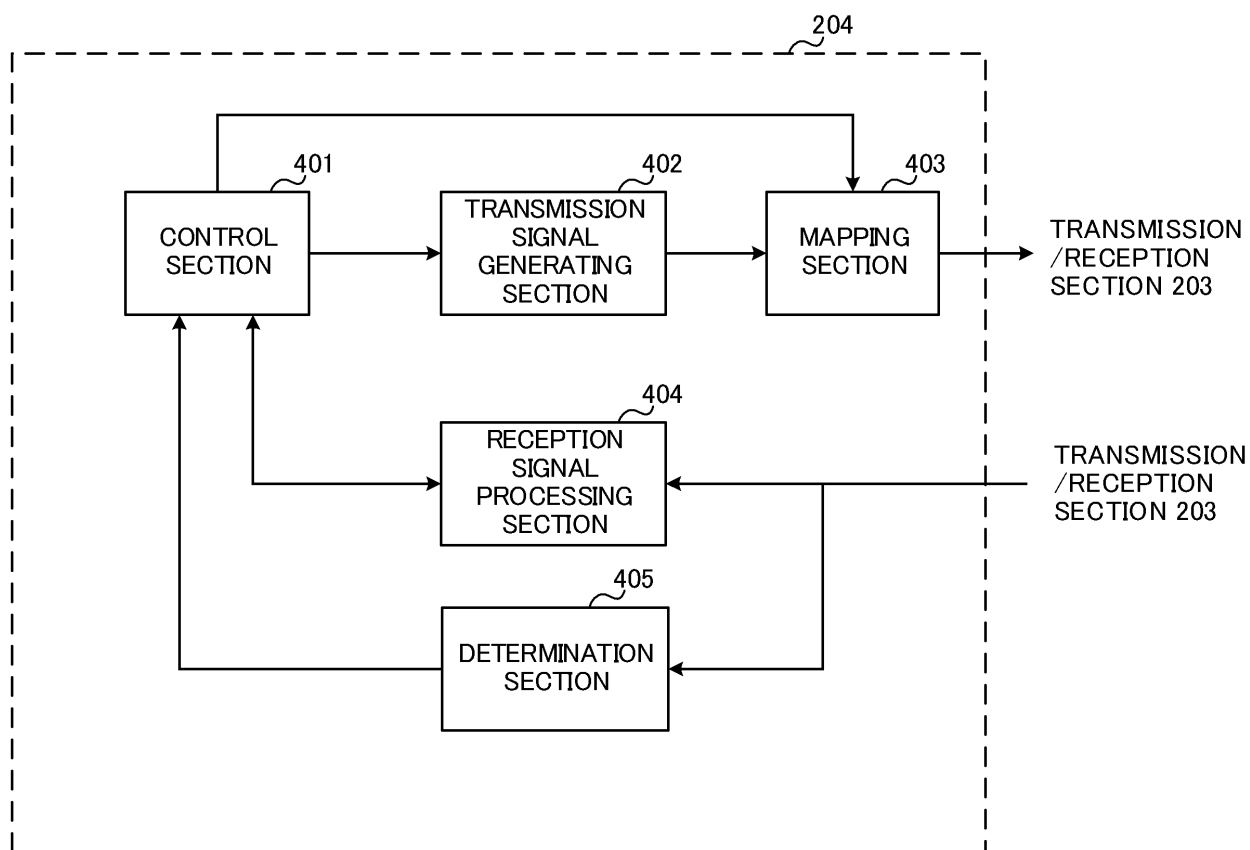 204
401
CONTROL
SECTION
402
TRANSMISSION
SIGNAL
GENERATING
SECTION
403
MAPPING
SECTION
TRANSMISSION
/RECEPTION
SECTION 203
404
RECEPTION
SIGNAL
PROCESSING
SECTION
TRANSMISSION
/RECEPTION
SECTION 203
405
DETERMINATION
SECTION